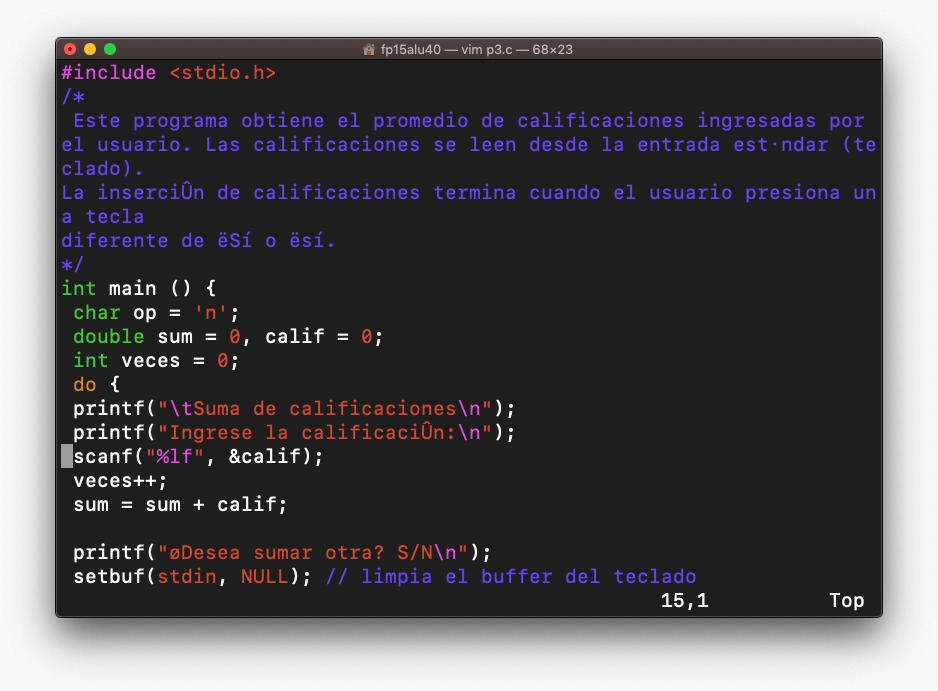 fp15alu40 — vim p3.c — 68×23
#include <stdio.h>
/*
 Este programa obtiene el promedio de calificaciones ingresadas por
el usuario. Las calificaciones se leen desde la entrada est·ndar (te
clado).
La inserciÛn de calificaciones termina cuando el usuario presiona un
a tecla
diferente de ëSí o ësí.
*/
int main () {
 char op = 'n';
 double sum = 0, calif = 0;
 int veces = 0;
 do {
 printf("\tSuma de calificaciones\n");
 printf("Ingrese la calificaciÛn:\n");
 scanf("%lf", &calif);
 veces++;
 sum = sum + calif;

 printf("øDesea sumar otra? S/N\n");
 setbuf(stdin, NULL); // limpia el buffer del teclado
15,1 Top